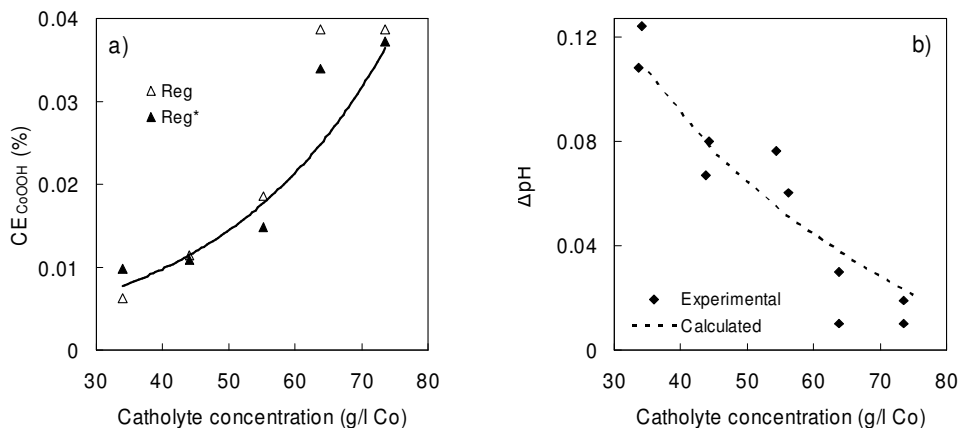 a)
0.04
0.03
0.02
0.01
0
CE CoOOH (%)
Reg
Reg*
30 40 50 60 70 80
Catholyte concentration (g/l Co)
b)
0.12
0.08
0.04
0
ΔpH
Experimental
Calculated
30 40 50 60 70 80
Catholyte concentration (g/l Co)